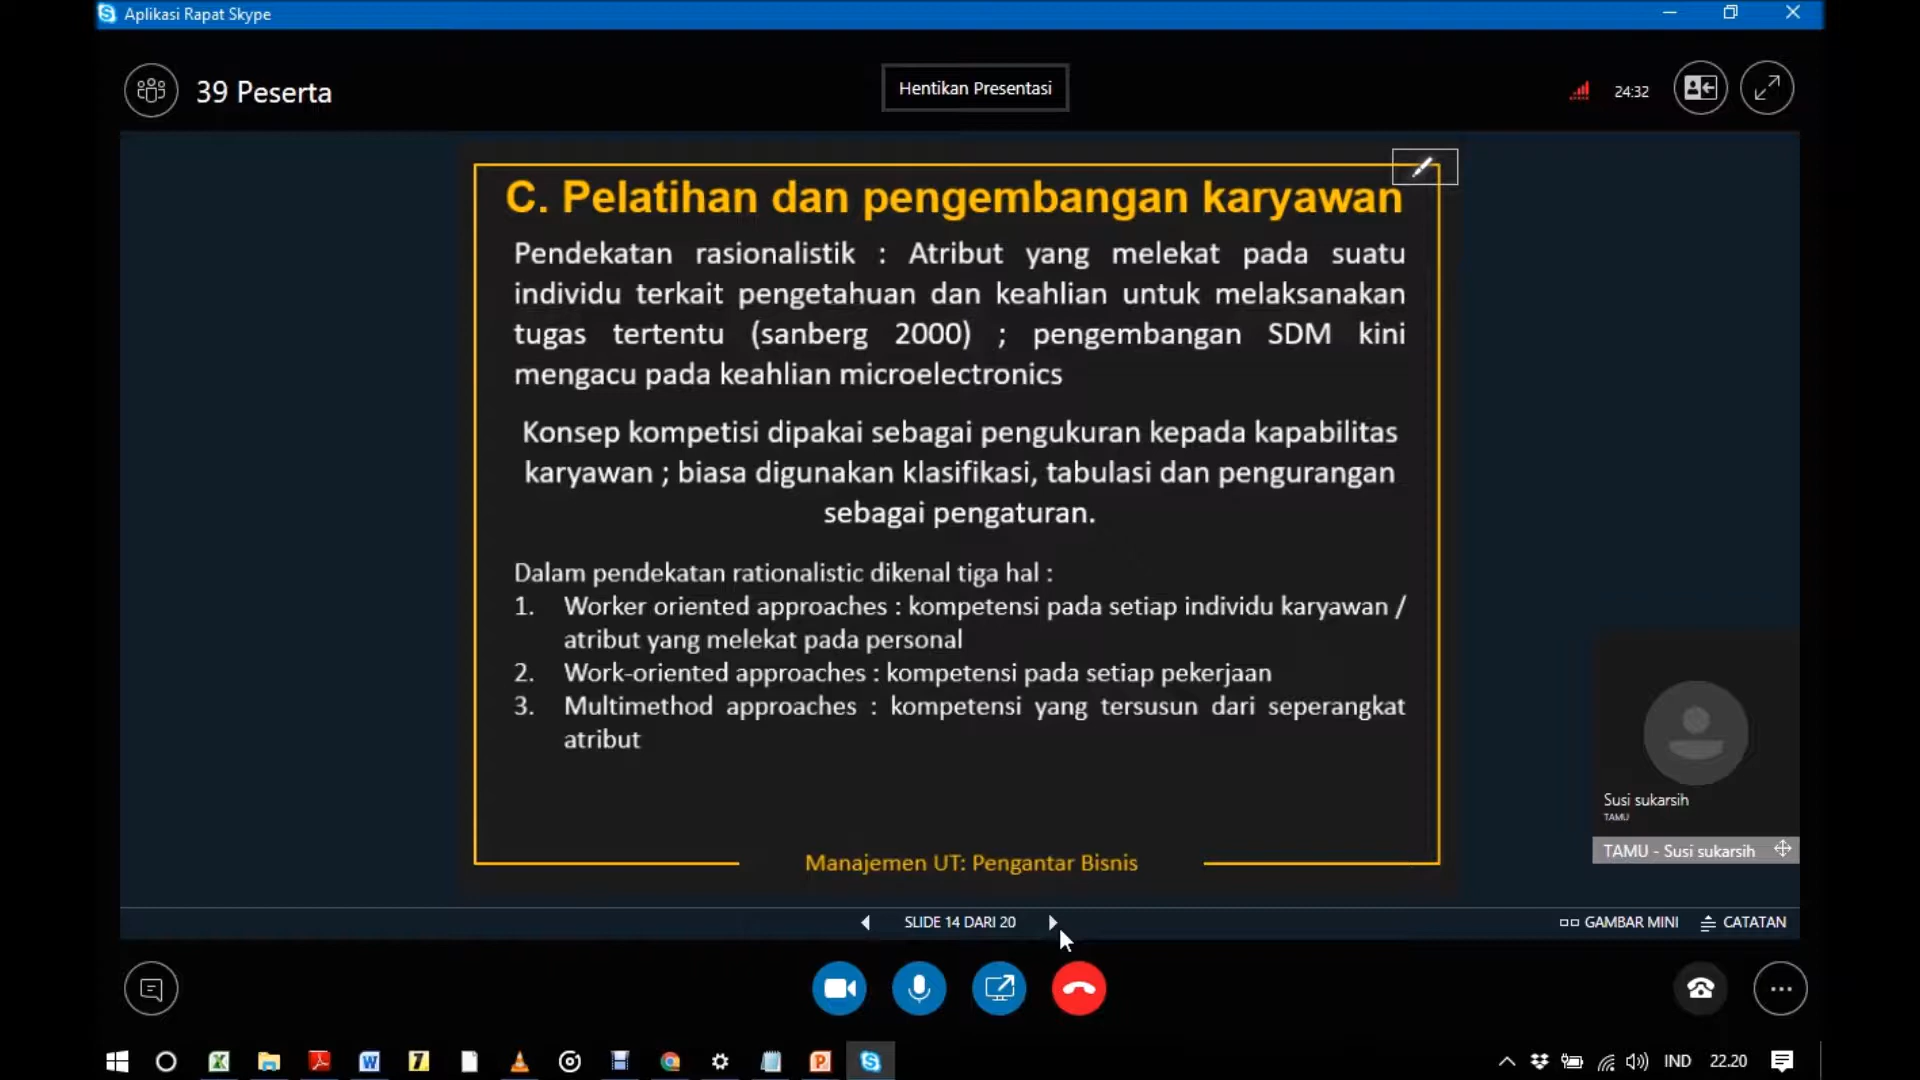 Aplikasi Rapat Skype
39 Peserta
Hentikan Presentasi
24:32
C. Pelatihan dan pengembangan karyawan
Pendekatan rasionalistik : Atribut yang melekat pada suatu
individu terkait pengetahuan dan keahlian untuk melaksanakan
tugas tertentu (sanberg 2000) ; pengembangan SDM kini
mengacu pada keahlian microelectronics
Konsep kompetisi dipakai sebagai pengukuran kepada kapabilitas
karyawan ; biasa digunakan klasifikasi, tabulasi dan pengurangan
sebagai pengaturan.
Dalam pendekatan rationalistic dikenal tiga hal :
1. Worker oriented approaches : kompetensi pada setiap individu karyawan /
atribut yang melekat pada personal
2. Work-oriented approaches : kompetensi pada setiap pekerjaan
3. Multimethod approaches : kompetensi yang tersusun dari seperangkat
atribut
Manajemen UT: Pengantar Bisnis
Susi sukarsih
TAMU
TAMU - Susi sukarsih
SLIDE 14 DARI 20
GAMBAR MINI
CATATAN
IND
22.20